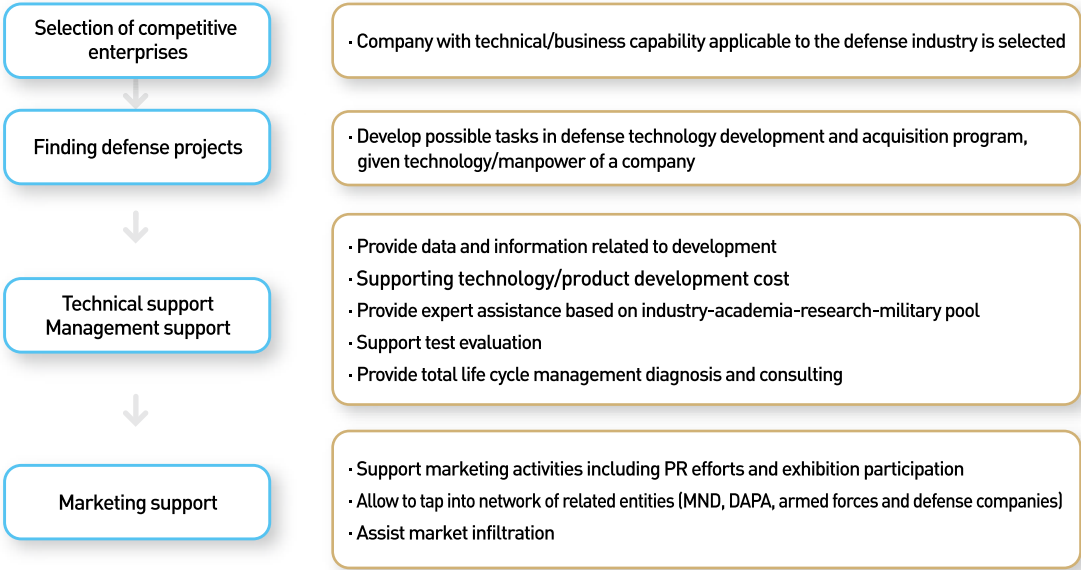 Selection of competitive
enterprises
· Company with technical/business capability applicable to the defense industry is selected
Finding defense projects
· Develop possible tasks in defense technology development and acquisition program,
given technology/manpower of a company
Technical support
Management support
· Provide data and information related to development
· Supporting technology/product development cost
· Provide expert assistance based on industry-academia-research-military pool
· Support test evaluation
· Provide total life cycle management diagnosis and consulting
Marketing support
· Support marketing activities including PR efforts and exhibition participation
· Allow to tap into network of related entities (MND, DAPA, armed forces and defense companies)
· Assist market infiltration